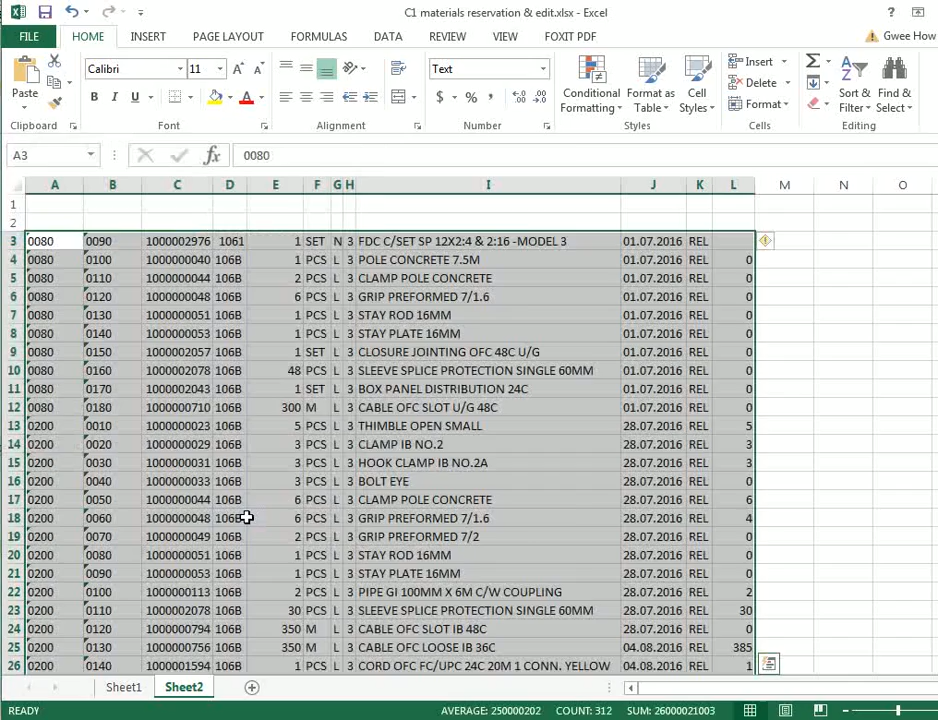 C1 materials reservation & edit.xlsx - Excel
FILE HOME INSERT PAGE LAYOUT FORMULAS DATA REVIEW VIEW FOXIT PDF Gwee How
Calibri 11 Text
Paste Conditional Formatting Format as Table Cell Styles Insert Delete Format Sort & Filter Find & Select
Clipboard Font Alignment Number Styles Cells Editing
A3 0080
A B C D E F G H I J K L M N O
1
2
3 0080 0090 1000002976 1061 1 SET N 3 FDC C/SET SP 12X2:4 & 2:16 -MODEL 3 01.07.2016 REL
4 0080 0100 1000000040 106B 1 PCS L 3 POLE CONCRETE 7.5M 01.07.2016 REL 0
5 0080 0110 1000000044 106B 2 PCS L 3 CLAMP POLE CONCRETE 01.07.2016 REL 0
6 0080 0120 1000000048 106B 6 PCS L 3 GRIP PREFORMED 7/1.6 01.07.2016 REL 0
7 0080 0130 1000000051 106B 1 PCS L 3 STAY ROD 16MM 01.07.2016 REL 0
8 0080 0140 1000000053 106B 1 PCS L 3 STAY PLATE 16MM 01.07.2016 REL 0
9 0080 0150 1000002057 106B 1 SET L 3 CLOSURE JOINTING OFC 48C U/G 01.07.2016 REL 0
10 0080 0160 1000002078 106B 48 PCS L 3 SLEEVE SPLICE PROTECTION SINGLE 60MM 01.07.2016 REL 0
11 0080 0170 1000002043 106B 1 SET L 3 BOX PANEL DISTRIBUTION 24C 01.07.2016 REL 0
12 0080 0180 1000000710 106B 300 M L 3 CABLE OFC SLOT U/G 48C 01.07.2016 REL 0
13 0200 0010 1000000023 106B 5 PCS L 3 THIMBLE OPEN SMALL 28.07.2016 REL 5
14 0200 0020 1000000029 106B 3 PCS L 3 CLAMP IB NO.2 28.07.2016 REL 3
15 0200 0030 1000000031 106B 3 PCS L 3 HOOK CLAMP IB NO.2A 28.07.2016 REL 3
16 0200 0040 1000000033 106B 3 PCS L 3 BOLT EYE 28.07.2016 REL 0
17 0200 0050 1000000044 106B 6 PCS L 3 CLAMP POLE CONCRETE 28.07.2016 REL 6
18 0200 0060 1000000048 106B 6 PCS L 3 GRIP PREFORMED 7/1.6 28.07.2016 REL 4
19 0200 0070 1000000049 106B 2 PCS L 3 GRIP PREFORMED 7/2 28.07.2016 REL 0
20 0200 0080 1000000051 106B 1 PCS L 3 STAY ROD 16MM 28.07.2016 REL 0
21 0200 0090 1000000053 106B 1 PCS L 3 STAY PLATE 16MM 28.07.2016 REL 0
22 0200 0100 1000000113 106B 2 PCS L 3 PIPE GI 100MM X 6M C/W COUPLING 28.07.2016 REL 2
23 0200 0110 1000002078 106B 30 PCS L 3 SLEEVE SPLICE PROTECTION SINGLE 60MM 28.07.2016 REL 30
24 0200 0120 1000000794 106B 350 M L 3 CABLE OFC SLOT IB 48C 28.07.2016 REL 0
25 0200 0130 1000000756 106B 350 M L 3 CABLE OFC LOOSE IB 36C 04.08.2016 REL 385
26 0200 0140 1000001594 106B 1 PCS L 3 CORD OFC FC/UPC 24C 20M 1 CONN. YELLOW 04.08.2016 REL 1
Sheet1 Sheet2
READY AVERAGE: 250000202 COUNT: 312 SUM: 26000021003